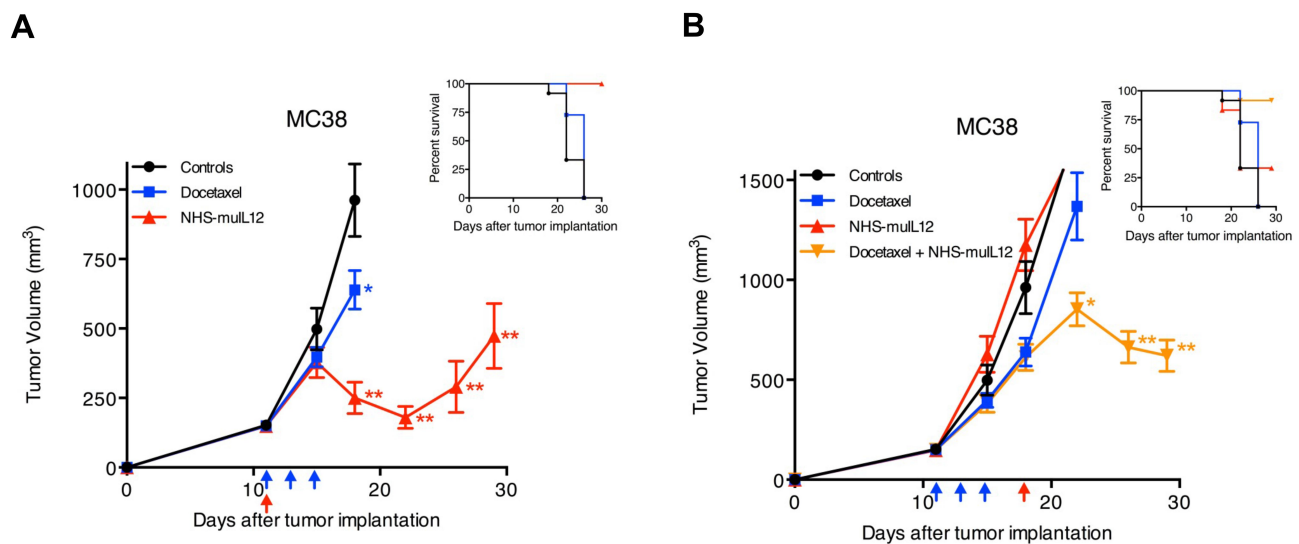 A
MC38
Controls
Docetaxel
NHS-muIL12
Tumor Volume (mm³)
1000
750
500
250
0
0
10
20
30
Days after tumor implantation
**
**
**
**
*
Percent survival
100
75
50
25
0
0
10
20
30
Days after tumor implantation
B
MC38
Controls
Docetaxel
NHS-muIL12
Docetaxel + NHS-muIL12
Tumor Volume (mm³)
1500
1000
500
0
0
10
20
30
Days after tumor implantation
*
**
**
Percent survival
100
75
50
25
0
0
10
20
30
Days after tumor implantation